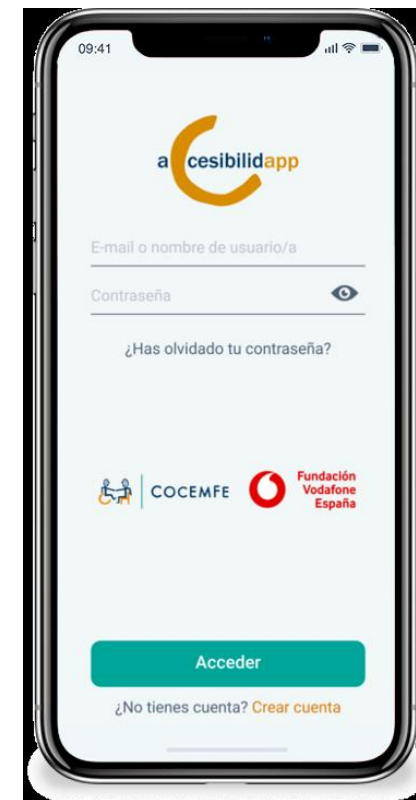 09:41
accesibilidapp
E-mail o nombre de usuario/a
Contraseña
¿Has olvidado tu contraseña?
COCEMFE
Fundación
Vodafone
España
Acceder
¿No tienes cuenta? Crear cuenta